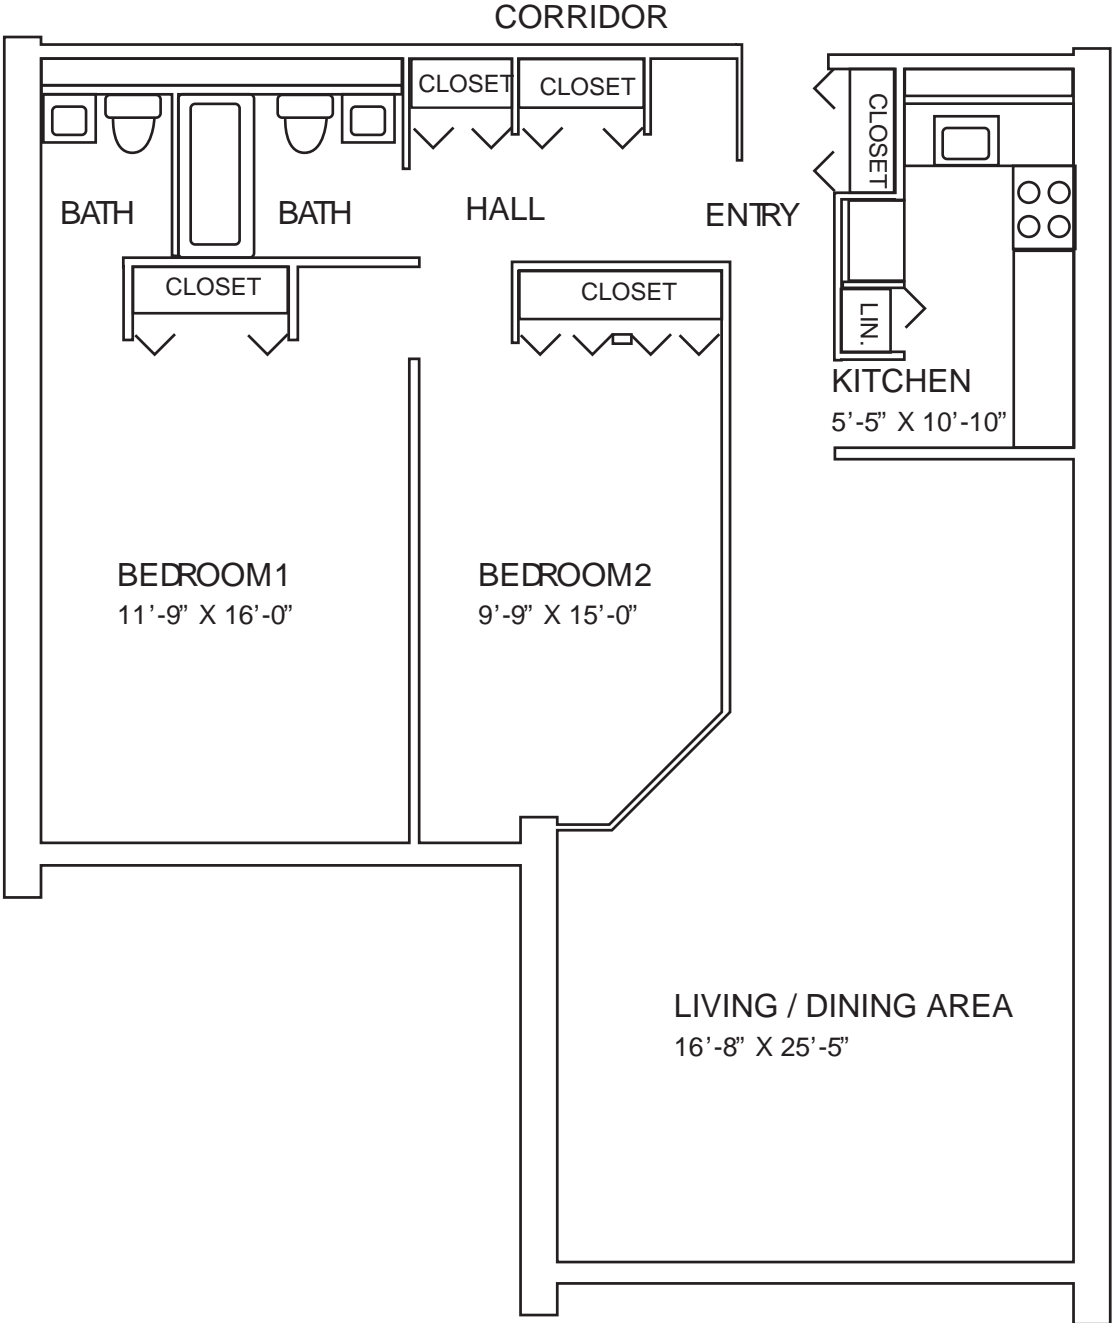 CORRIDOR
CLOSET
CLOSET
CLOSET
BATH
BATH
HALL
ENTRY
CLOSET
CLOSET
LIN.
KITCHEN
5'-5” X 10'-10”
BEDROOM1
11'-9” X 16'-0”
BEDROOM2
9'-9” X 15'-0”
LIVING / DINING AREA
16'-8” X 25'-5”